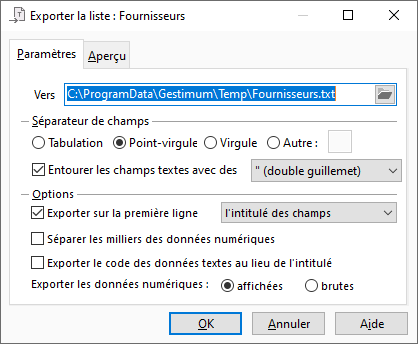 Exporter la liste : Fournisseurs
Paramètres Aperçu
Vers C:\ProgramData\Gestimum\Temp\Fournisseurs.txt
Séparateur de champs
Tabulation Point-virgule Virgule Autre :
Entourer les champs textes avec des " (double guillemet)
Options
Exporter sur la première ligne l'intitulé des champs
Séparer les milliers des données numériques
Exporter le code des données textes au lieu de l'intitulé
Exporter les données numériques : affichées brutes
OK Annuler Aide